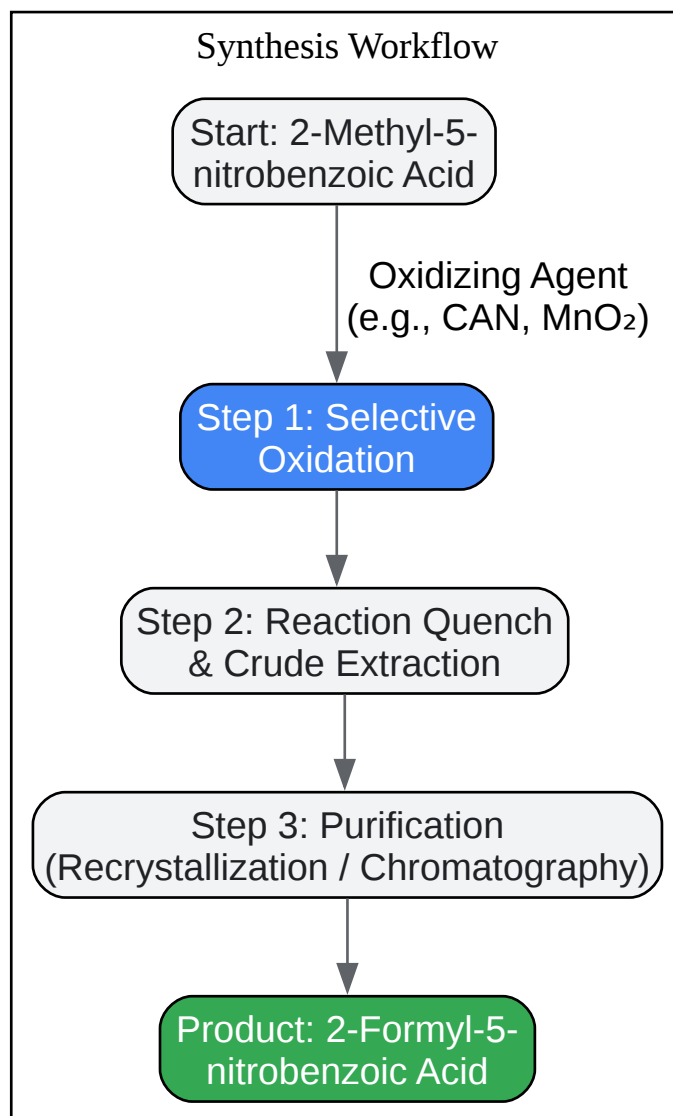 Synthesis Workflow
Start: 2-Methyl-5-
nitrobenzoic Acid
Oxidizing Agent
(e.g., CAN, MnO₂)
Step 1: Selective
Oxidation
Step 2: Reaction Quench
& Crude Extraction
Step 3: Purification
(Recrystallization / Chromatography)
Product: 2-Formyl-5-
nitrobenzoic Acid